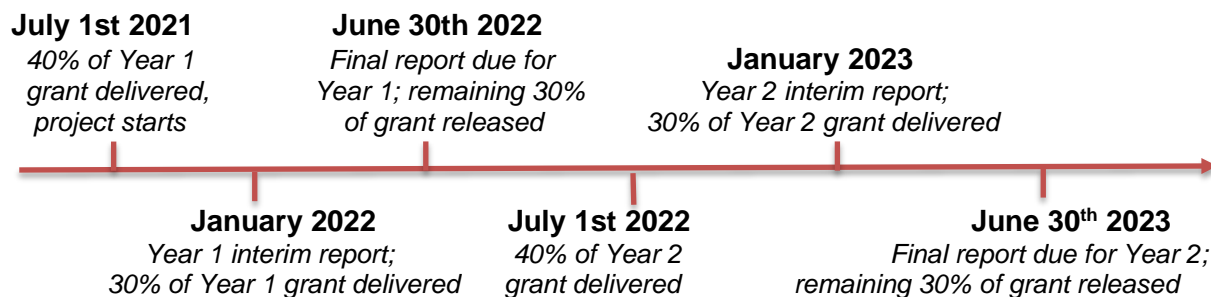 July 1st 2021
40% of Year 1
grant delivered,
project starts
January 2022
Year 1 interim report;
30% of Year 1 grant delivered
June 30th 2022
Final report due for
Year 1; remaining 30%
of grant released
July 1st 2022
40% of Year 2
grant delivered
January 2023
Year 2 interim report;
30% of Year 2 grant delivered
June 30th 2023
Final report due for Year 2;
remaining 30% of grant released